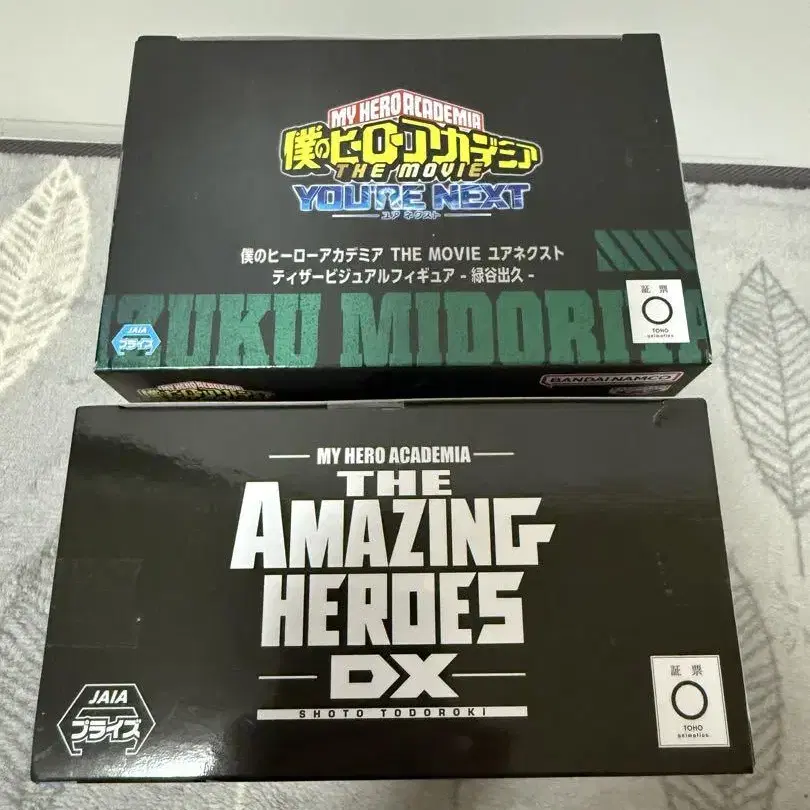 MY HERO ACADEMIA
僕のヒーローアカデミア
THE MOVIE
YOU'RE NEXT
ユア ネクスト
僕のヒーローアカデミア THE MOVIE ユアネクスト
ティザービジュアルフィギュア - 緑谷出久 -
IZUKU MIDORIYA
JAIA
プライズ
証票
TOHO
animation
MY HERO ACADEMIA
BANDAI NAMCO
MY HERO ACADEMIA
THE
AMAZING
HEROES
DX
SHOTO TODOROKI
JAIA
プライズ
証票
TOHO
animation